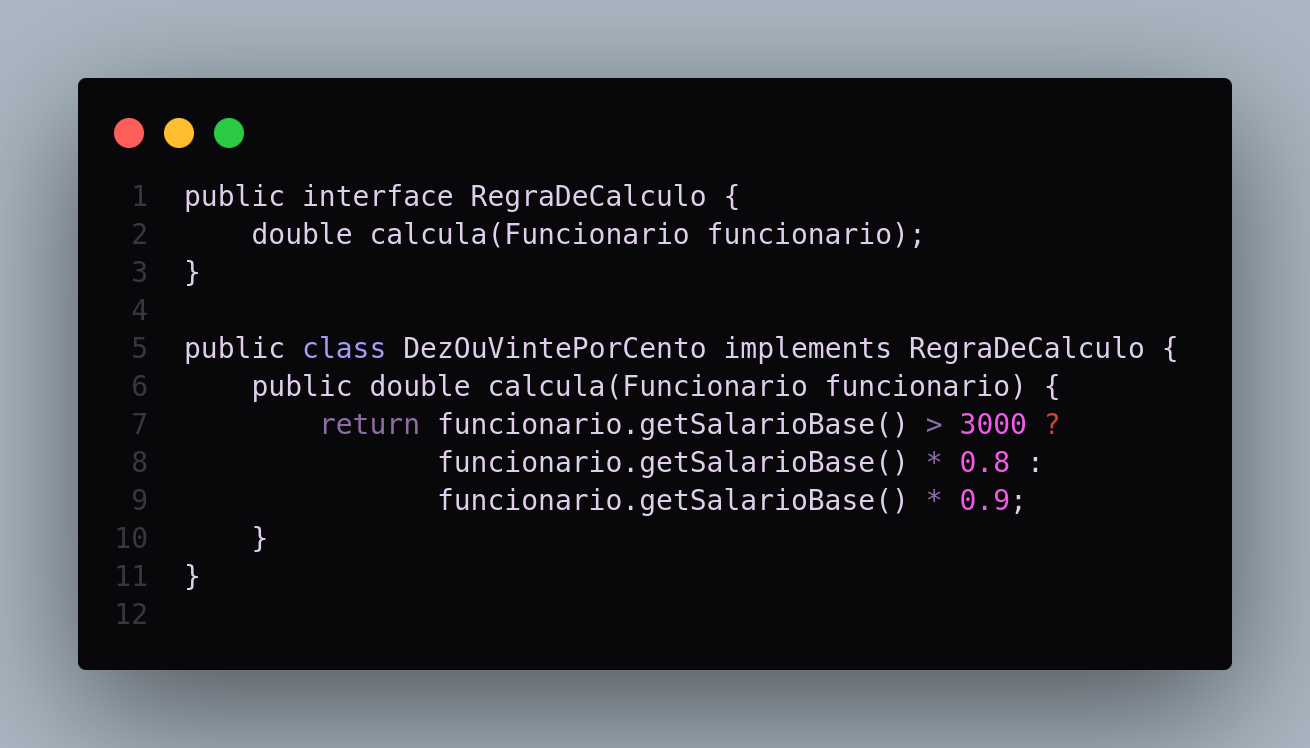 1 public interface RegraDeCalculo {
2     double calcula(Funcionario funcionario);
3 }
4
5 public class DezOuVintePorCento implements RegraDeCalculo {
6     public double calcula(Funcionario funcionario) {
7         return funcionario.getSalarioBase() > 3000 ?
8                funcionario.getSalarioBase() * 0.8 :
9                funcionario.getSalarioBase() * 0.9;
10     }
11 }
12